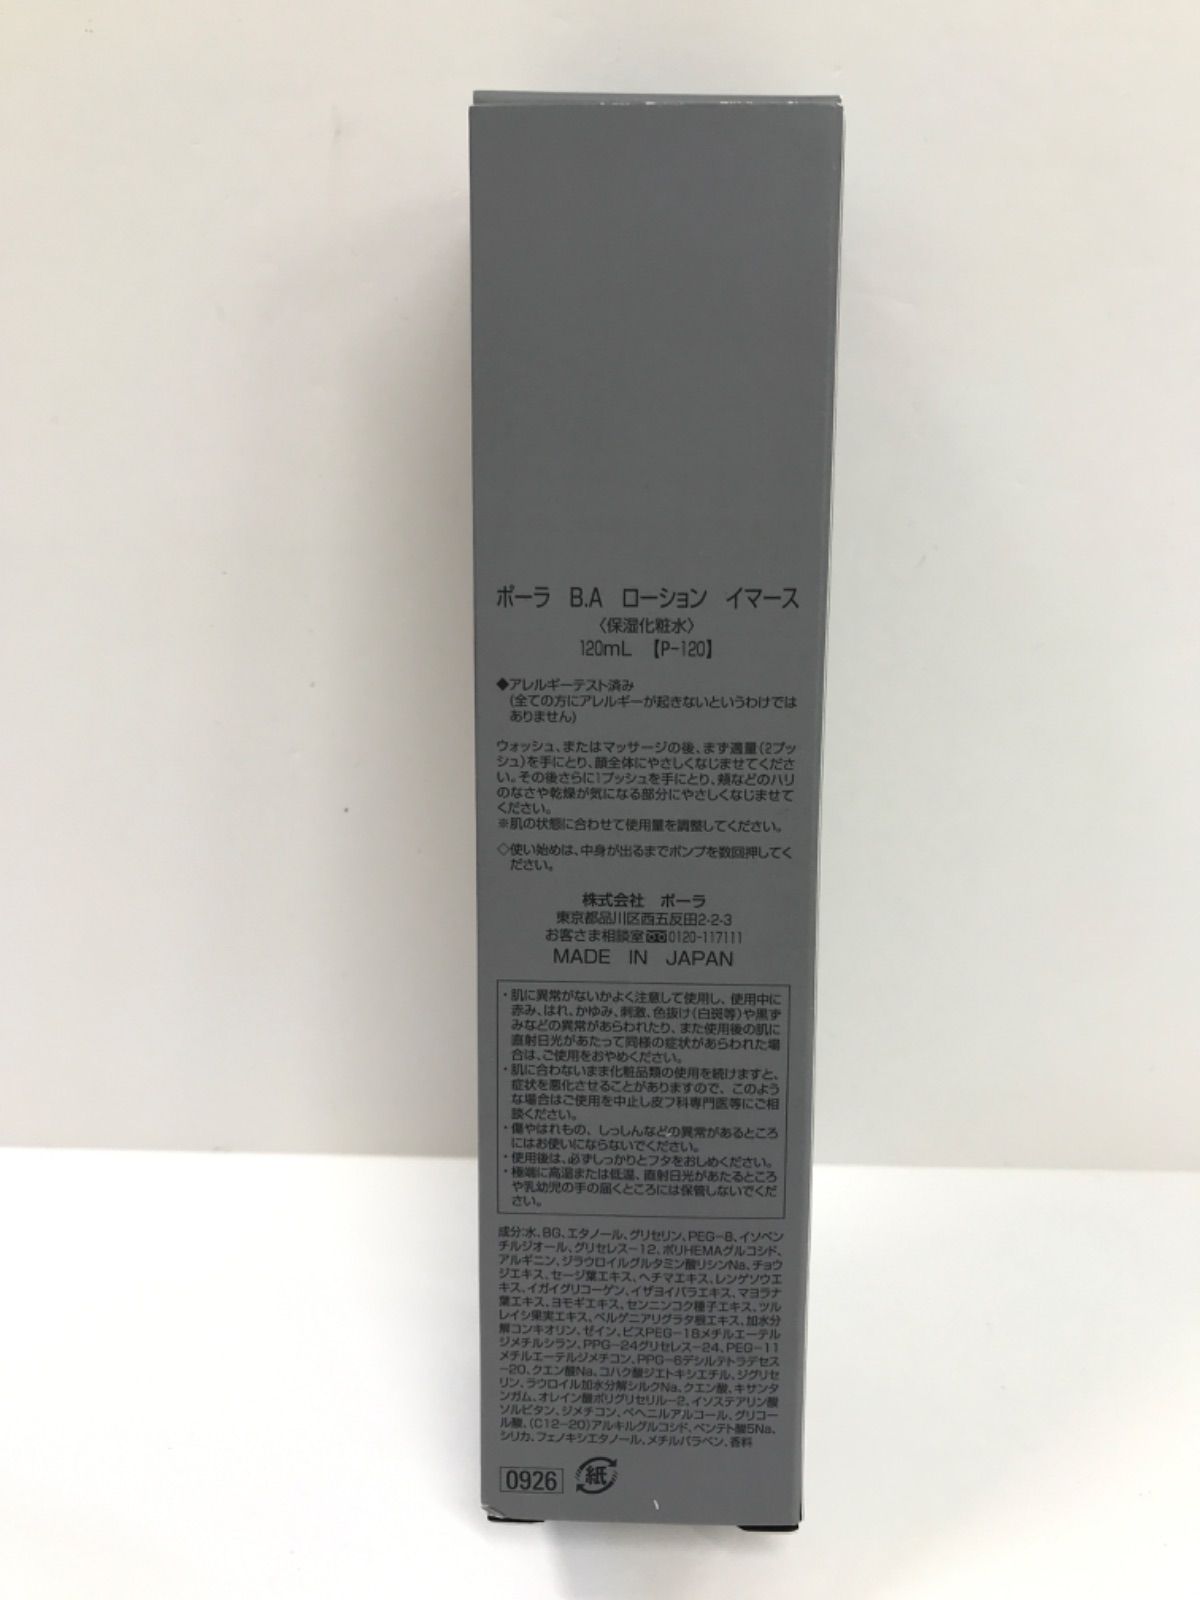 ポーラ B.A ローション イマース
〈保湿化粧水〉
120mL 【P-120】
◆アレルギーテスト済み
(全ての方にアレルギーが起きないというわけでは
ありません)
ウォッシュ、またはマッサージの後、まず適量(2プッ
シュ)を手にとり、顔全体にやさしくなじませてくださ
い。その後さらに1プッシュを手にとり、頬などのハリ
のなさや乾燥が気になる部分にやさしくなじませて
ください。
※肌の状態に合わせて使用量を調整してください。
◇使い始めは、中身が出るまでポンプを数回押してく
ださい。
株式会社 ポーラ
東京都品川区西五反田2-2-3
お客さま相談室 0120-117111
MADE IN JAPAN
・肌に異常がないかよく注意して使用し、使用中に
赤み、はれ、かゆみ、刺激、色抜け(白斑等)や黒ず
みなどの異常があらわれたり、また使用後の肌に
直射日光があたって同様の症状があらわれた場
合は、ご使用をおやめください。
・肌に合わないまま化粧品類の使用を続けますと、
症状を悪化させることがありますので、このよう
な場合はご使用を中止し皮フ科専門医等にご相
談ください。
・傷やはれもの、しっしんなどの異常があるところ
にはお使いにならないでください。
・使用後は、必ずしっかりとフタをおしめください。
・極端に高温または低温、直射日光があたるところ
や乳幼児の手の届くところには保管しないでくだ
さい。
成分:水、BG、エタノール、グリセリン、PEG-8、イソペン
チルジオール、グリセレス-12、ポリHEMAグルコシド、
アルギニン、ジラウロイルグルタミン酸リシンNa、チョウ
ジエキス、セージ葉エキス、ヘチマエキス、レンゲソウエ
キス、イガイグリコーゲン、イザヨイバラエキス、マヨラナ
葉エキス、ヨモギエキス、センニンコク種子エキス、ツル
レイシ果実エキス、ベルゲニアリグラタ根エキス、加水分
解コンキオリン、ゼイン、ビスPEG-18メチルエーテル
ジメチルシラン、PPG-24グリセレス-24、PEG-11
メチルエーテルジメチコン、PPG-6デシルテトラデセス
-20、クエン酸Na、コハク酸ジエトキシエチル、ジグリセ
リン、ラウロイル加水分解シルクNa、クエン酸、キサンタ
ンガム、オレイン酸ポリグリセリル-2、イソステアリン酸
ソルビタン、ジメチコン、ベヘニルアルコール、グリコー
ル酸、(C12-20)アルキルグルコシド、ペンテト酸5Na、
シリカ、フェノキシエタノール、メチルパラベン、香料
0926 紙